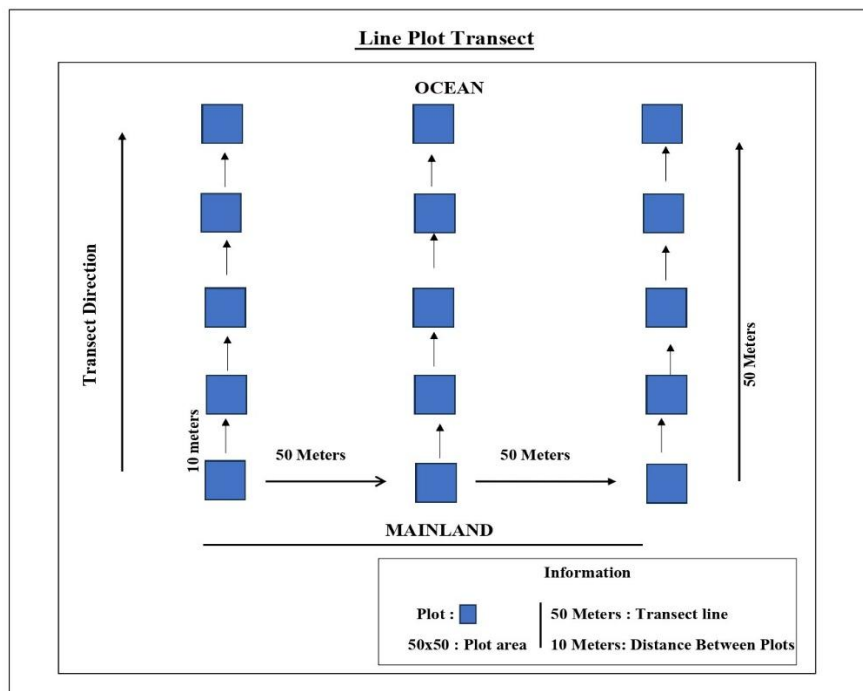 Line Plot Transect
OCEAN
Transect Direction
50 Meters
10 meters
50 Meters
50 Meters
MAINLAND
Information
Plot :
50 Meters : Transect line
50x50 : Plot area
10 Meters: Distance Between Plots